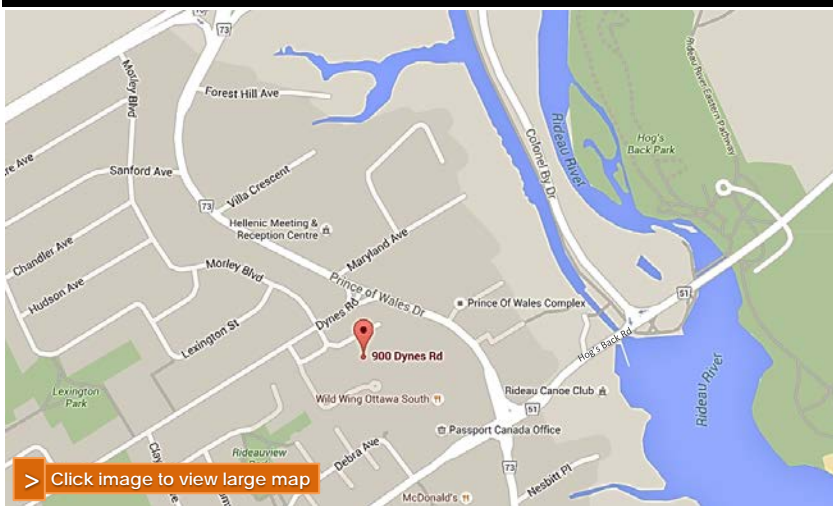 73
73
Morley Blvd
Forest Hill Ave
Colonel By Dr
Rideau River
Hog's
Back Park
Rideau River Eastern Pathway
re Ave
Sanford Ave
Villa Crescent
73
Hellenic Meeting &
Reception Centre
Chandler Ave
Maryland Ave
Morley Blvd
Hudson Ave
Prince of Wales Dr
51
Prince Of Wales Complex
Dynes Rd
Lexington St
Hog's Back Rd
900 Dynes Rd
Rideau River
Lexington
Park
Wild Wing Ottawa South
Rideau Canoe Club
51
Passport Canada Office
Rideauview
Debra Ave
73
Nesbitt Pl
> Click image to view large map
McDonald's